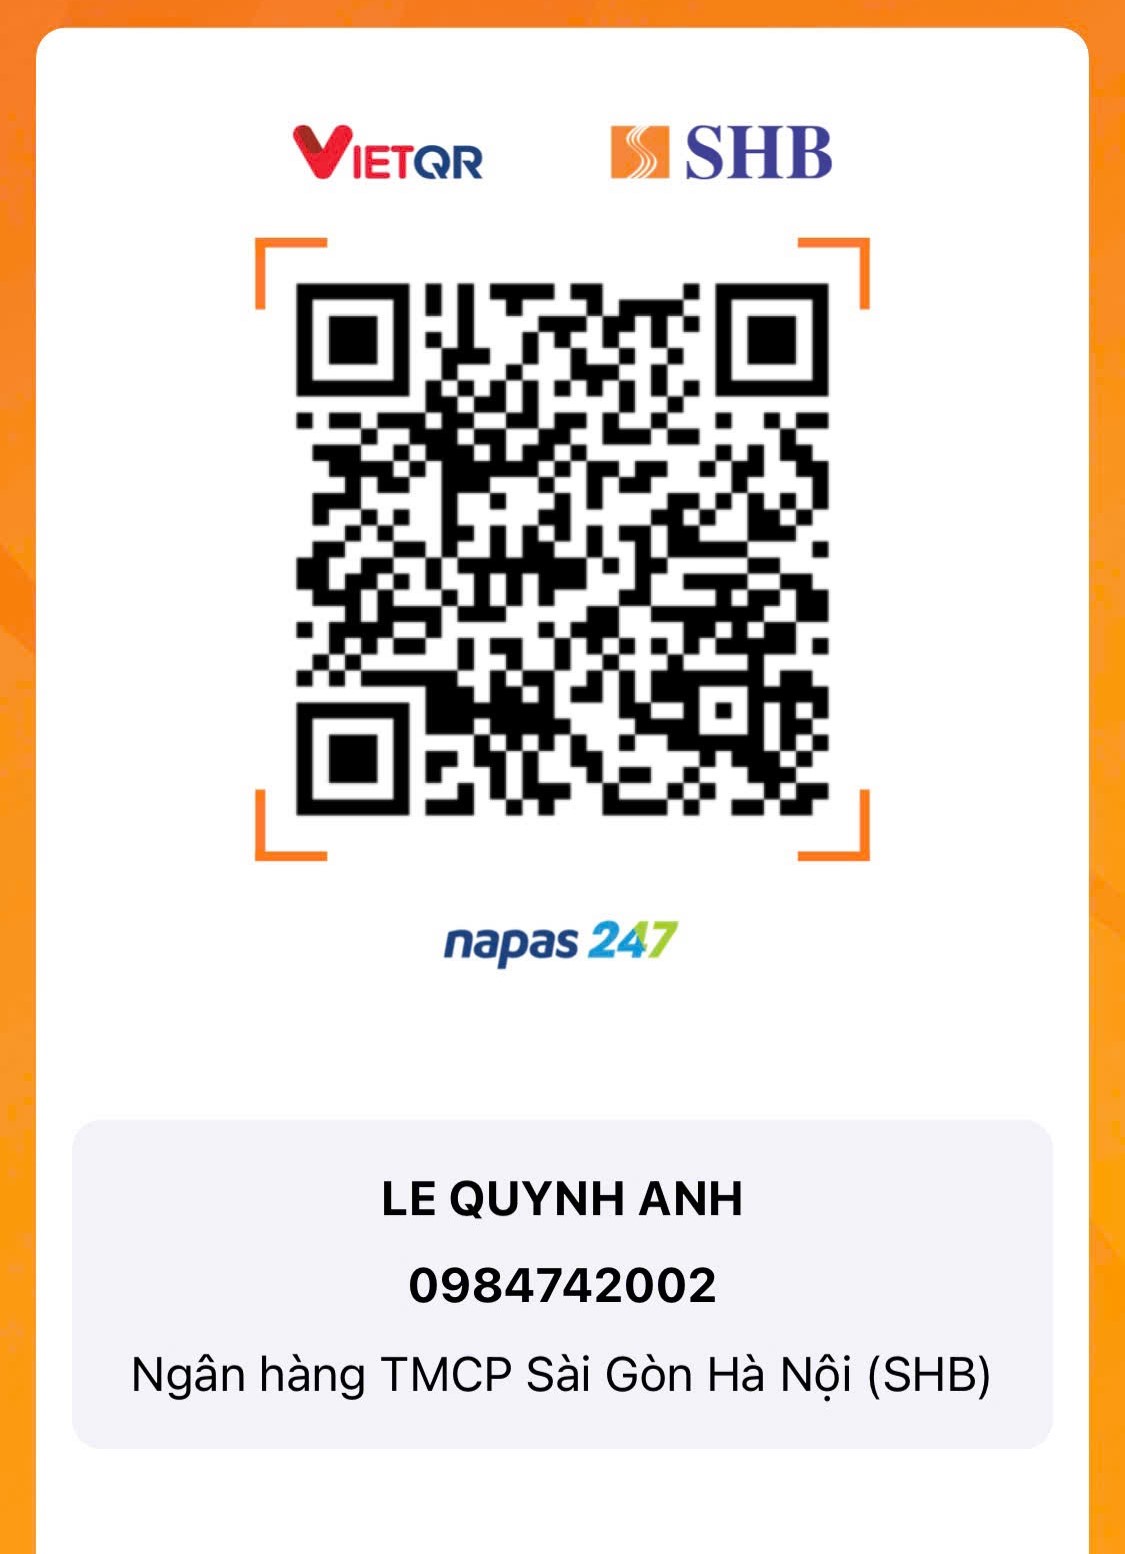 VIETQR SHB
napas 247
LE QUYNH ANH
0984742002
Ngân hàng TMCP Sài Gòn Hà Nội (SHB)